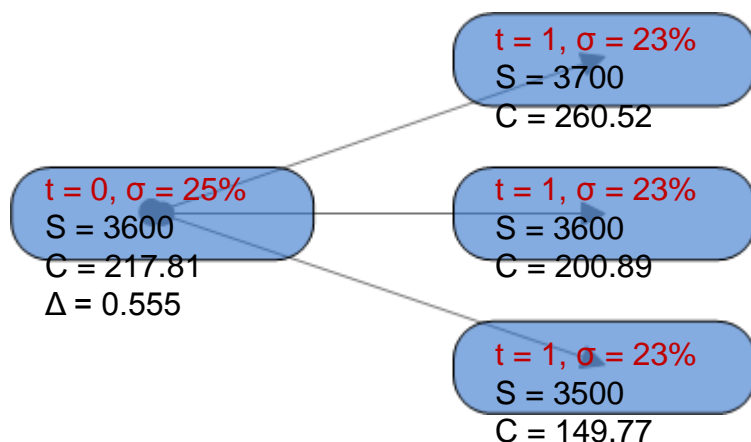 t = 1, σ = 23%
S = 3700
C = 260.52
t = 0, σ = 25%
S = 3600
C = 217.81
Δ = 0.555
t = 1, σ = 23%
S = 3600
C = 200.89
t = 1, σ = 23%
S = 3500
C = 149.77